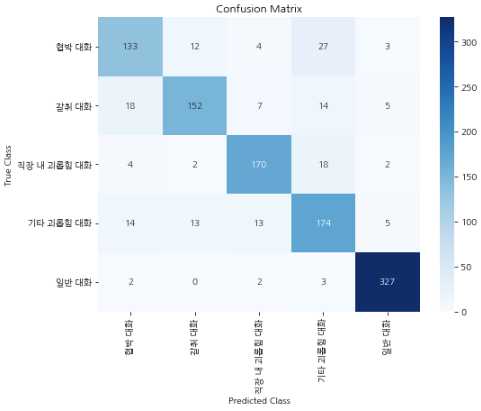 Confusion Matrix
협박 대화 133 12 4 27 3
갈취 대화 18 152 7 14 5
직장 내 괴롭힘 대화 4 2 170 18 2
기타 괴롭힘 대화 14 13 13 174 5
일반 대화 2 0 2 3 327
True Class
협박 대화 갈취 대화 직장 내 괴롭힘 대화 기타 괴롭힘 대화 일반 대화
Predicted Class
300
250
200
150
100
50
0